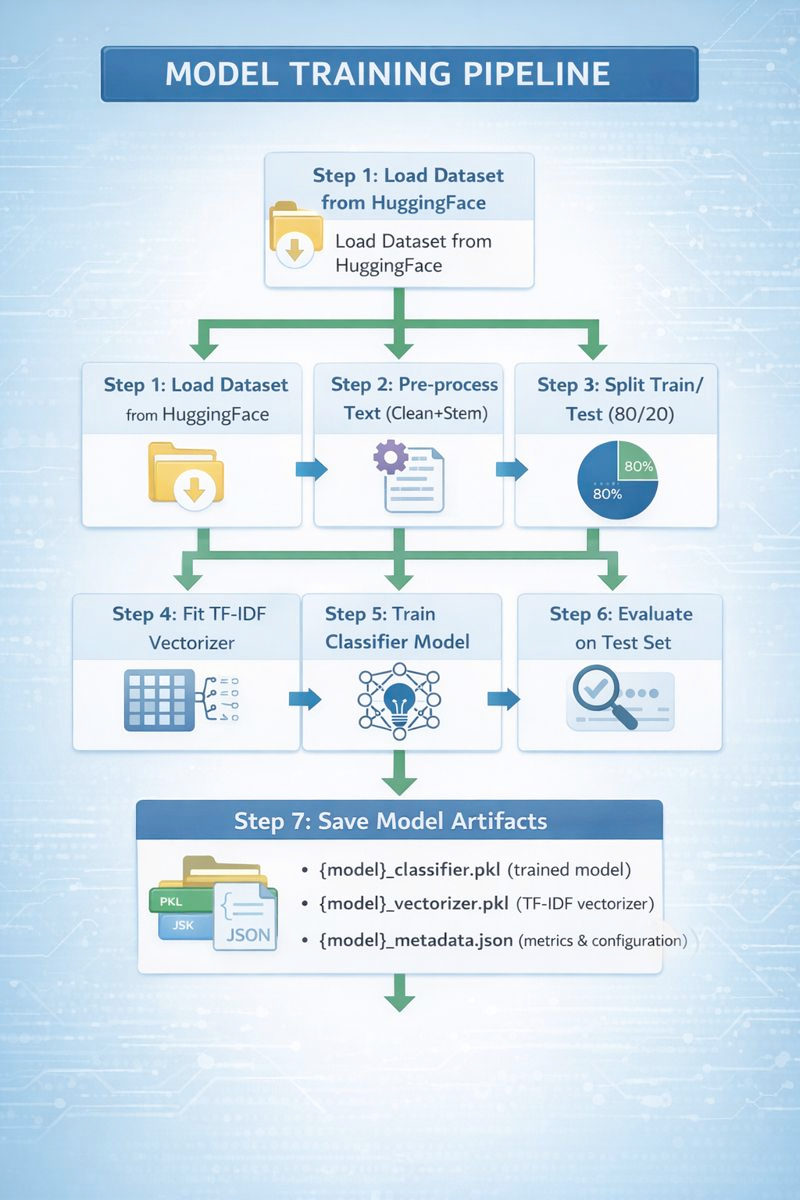 MODEL TRAINING PIPELINE
Step 1: Load Dataset
from HuggingFace
Load Dataset from
HuggingFace
Step 1: Load Dataset
from HuggingFace
Step 2: Pre-process
Text (Clean+Stem)
Step 3: Split Train/
Test (80/20)
80%
80%
Step 4: Fit TF-IDF
Vectorizer
Step 5: Train
Classifier Model
Step 6: Evaluate
on Test Set
Step 7: Save Model Artifacts
• {model}_classifier.pkl (trained model)
• {model}_vectorizer.pkl (TF-IDF vectorizer)
• {model}_metadata.json (metrics & configuration)
PKL
JSK
{
JSON